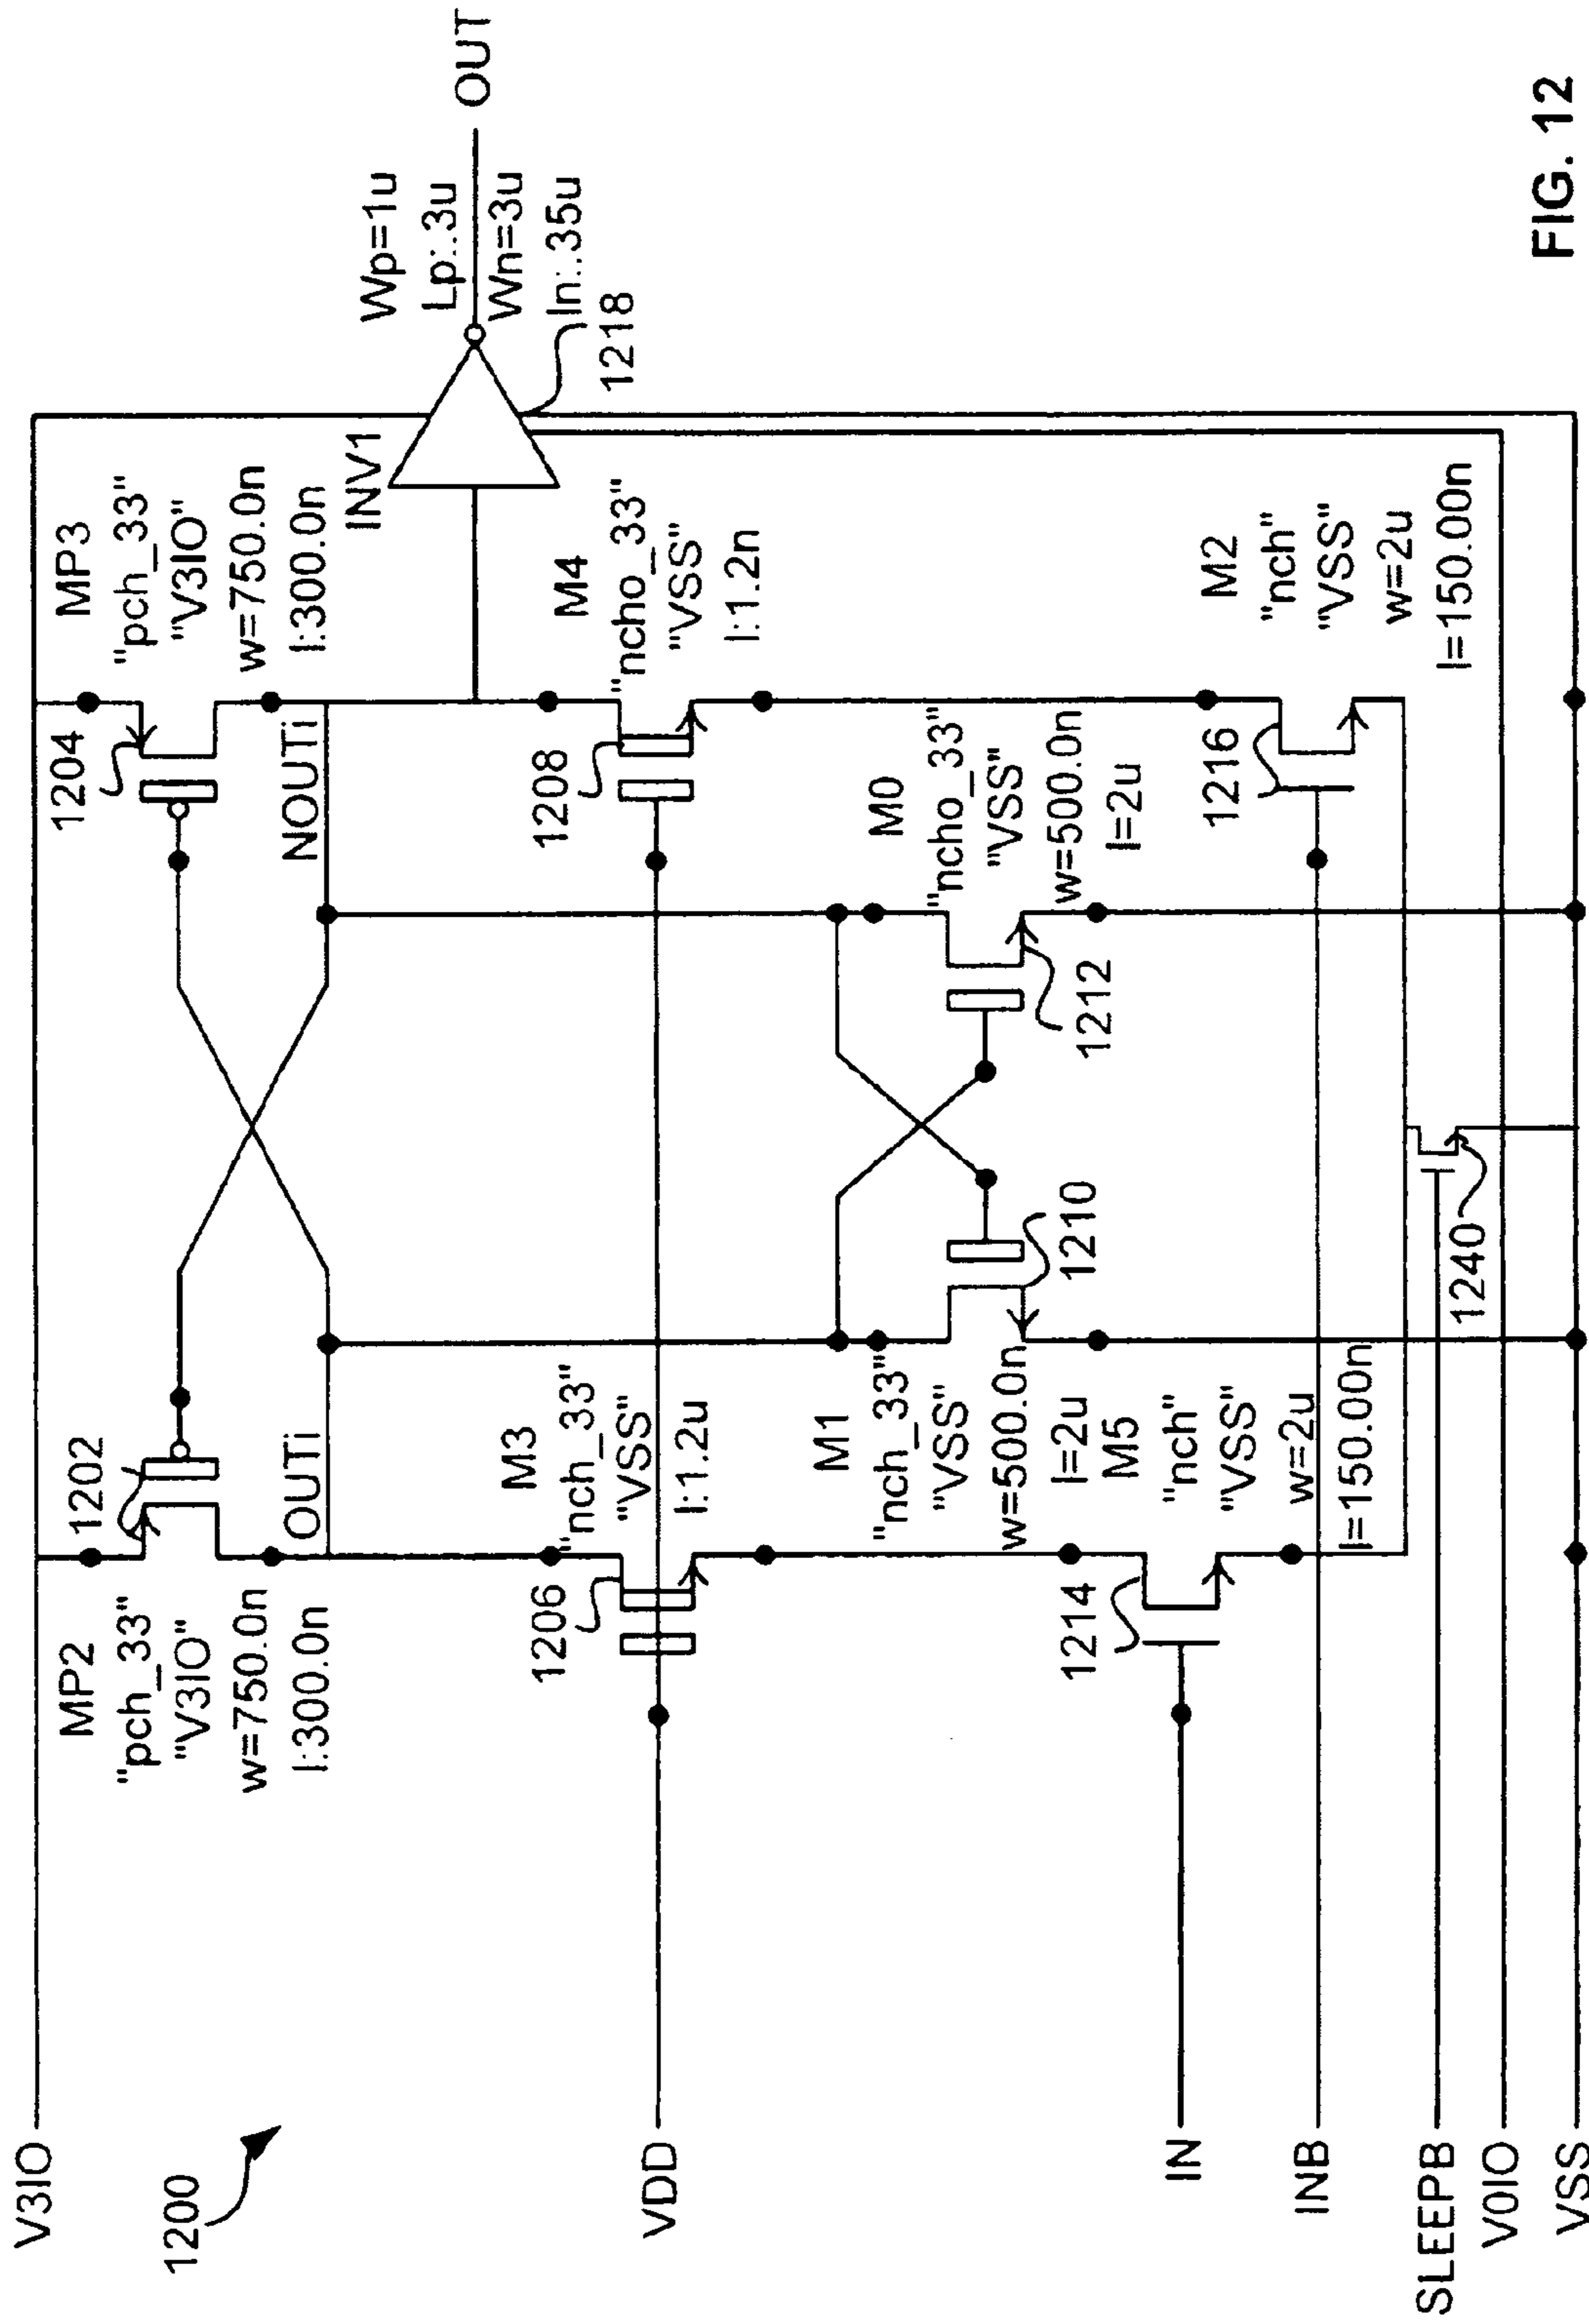 V3IO
1200
VDD
IN
INB
SLEEPB
V0IO
VSS
MP2
"pch_33"
"V3IO"
w=750.0n
l:300.0n
1202
OUTi
1206
M3
"nch_33"
"VSS"
l:1.2u
M1
"nch_33"
"VSS"
w=500.0n
l=2u
1210
1214
M5
"nch"
"VSS"
w=2u
l=150.00n
1240
1204
MP3
"pch_33"
"V3IO"
w=750.0n
l:300.0n
NOUTi
INV1
1208
M4
"ncho_33"
"VSS"
l:1.2n
M0
"ncho_33"
"VSS"
w=500.0n
l=2u
1212
1216
M2
"nch"
"VSS"
w=2u
l=150.00n
Wp=1u
Lp:.3u
Wn=3u
ln:.35u
1218
OUT
FIG. 12